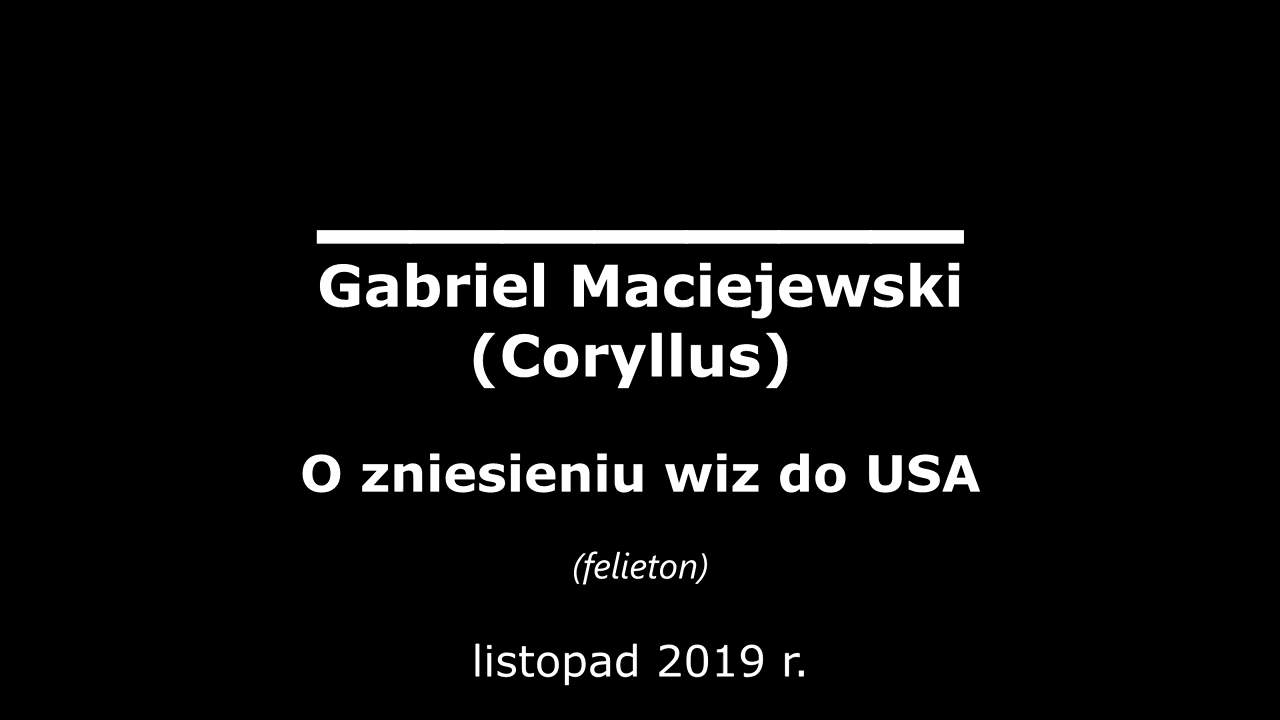 Gabriel Maciejewski
(Coryllus)
O zniesieniu wiz do USA
(felieton)
listopad 2019 r.